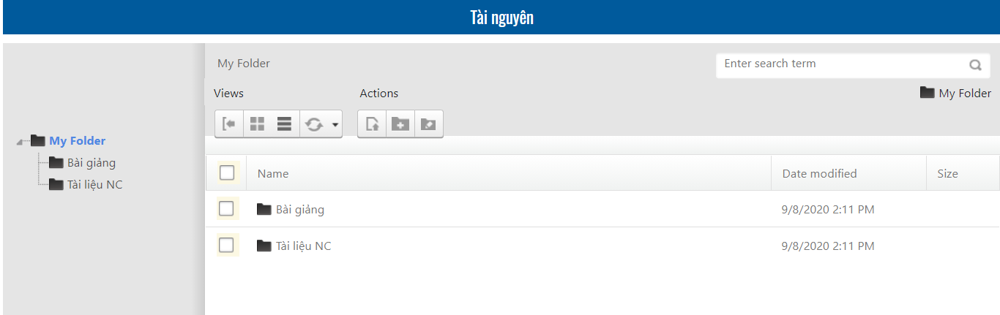 Tài nguyên
My Folder
Bài giảng
Tài liệu NC
My Folder
Enter search term
Views
Actions
My Folder
Name Date modified Size
Bài giảng 9/8/2020 2:11 PM
Tài liệu NC 9/8/2020 2:11 PM